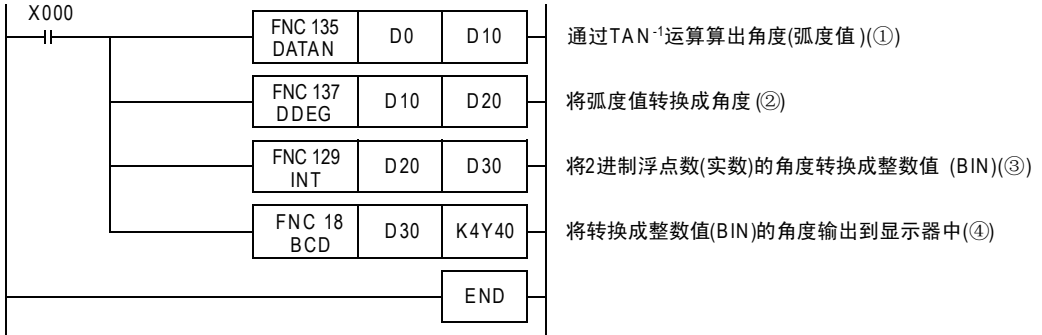 X000
FNC 135 DATAN D0 D10 通过TAN⁻¹运算算出角度(弧度值)(①)
FNC 137 DDEG D10 D20 将弧度值转换成角度(②)
FNC 129 INT D20 D30 将2进制浮点数(实数)的角度转换成整数值 (BIN)(③)
FNC 18 BCD D30 K4Y40 将转换成整数值(BIN)的角度输出到显示器中(④)
END